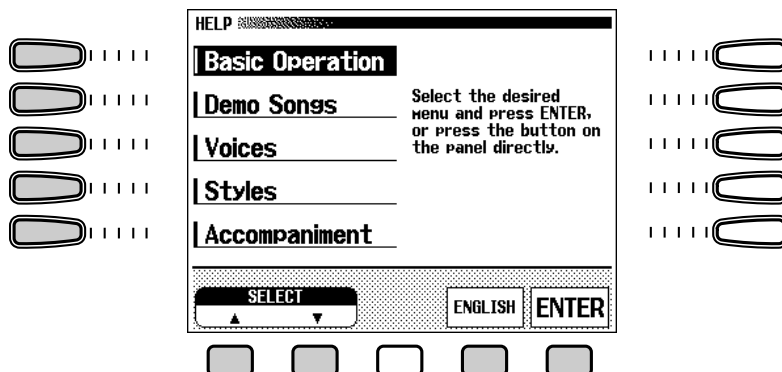 HELP
Basic Operation
Demo Songs
Voices
Styles
Accompaniment
Select the desired
menu and press ENTER,
or press the button on
the panel directly.
SELECT
▲ ▼
ENGLISH ENTER